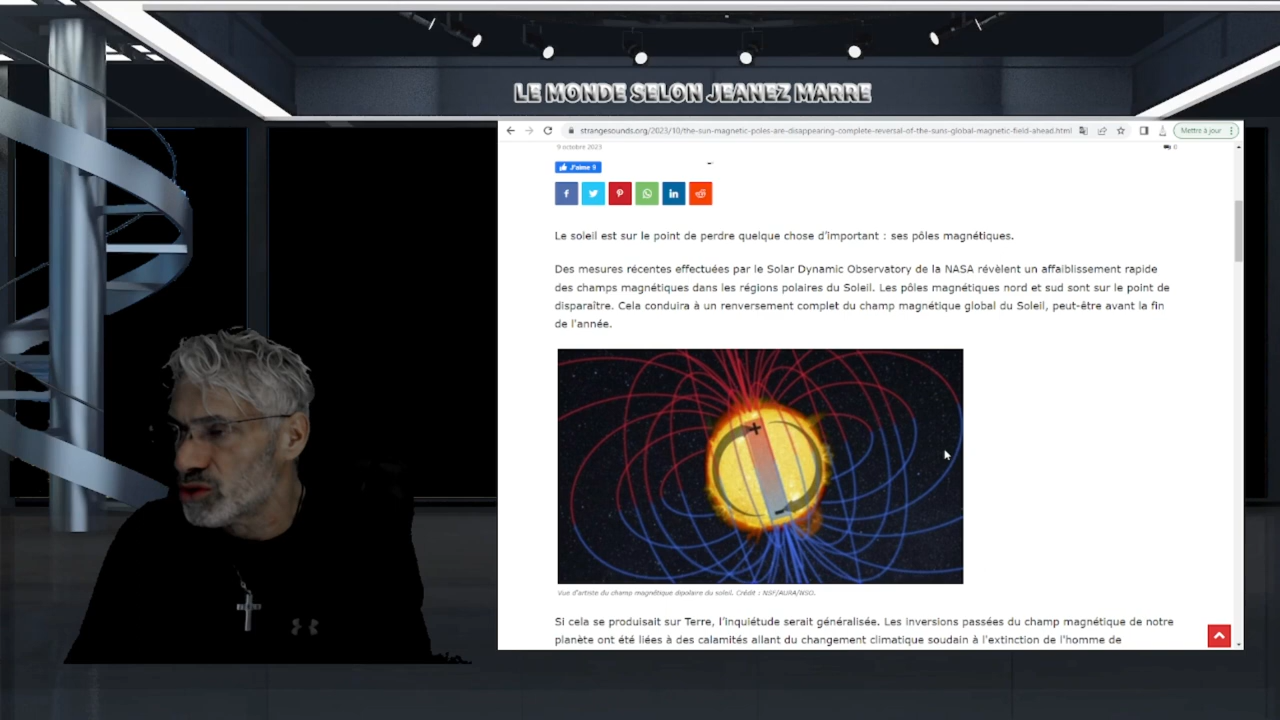 LE MONDE SELON JEANEZ MARRE
strangesounds.org/2023/10/the-sun-magnetic-poles-are-disappearing-complete-reversal-of-the-suns-global-magnetic-field-ahead.html
Mettre à jour
9 octobre 2023
0
J'aime 9
Le soleil est sur le point de perdre quelque chose d'important : ses pôles magnétiques.
Des mesures récentes effectuées par le Solar Dynamic Observatory de la NASA révèlent un affaiblissement rapide
des champs magnétiques dans les régions polaires du Soleil. Les pôles magnétiques nord et sud sont sur le point de
disparaître. Cela conduira à un renversement complet du champ magnétique global du Soleil, peut-être avant la fin
de l'année.
+
-
Vue d'artiste du champ magnétique dipolaire du soleil. Crédit : NSF/AURA/NSO.
Si cela se produisait sur Terre, l'inquiétude serait généralisée. Les inversions passées du champ magnétique de notre
planète ont été liées à des calamités allant du changement climatique soudain à l'extinction de l'homme de